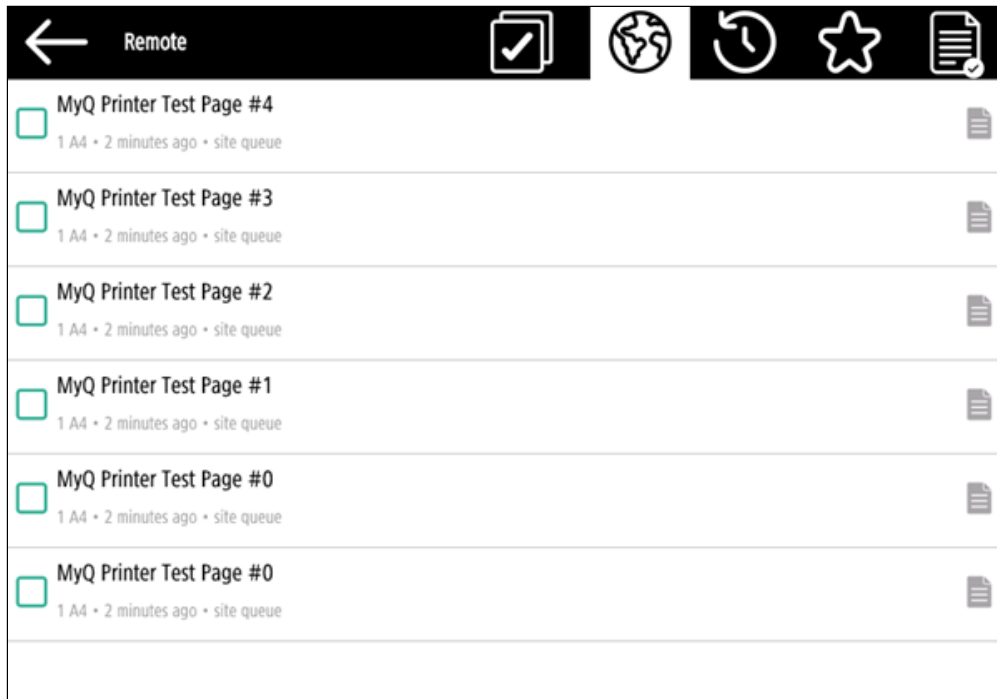 Remote
MyQ Printer Test Page #4
1 A4 • 2 minutes ago • site queue
MyQ Printer Test Page #3
1 A4 • 2 minutes ago • site queue
MyQ Printer Test Page #2
1 A4 • 2 minutes ago • site queue
MyQ Printer Test Page #1
1 A4 • 2 minutes ago • site queue
MyQ Printer Test Page #0
1 A4 • 2 minutes ago • site queue
MyQ Printer Test Page #0
1 A4 • 2 minutes ago • site queue